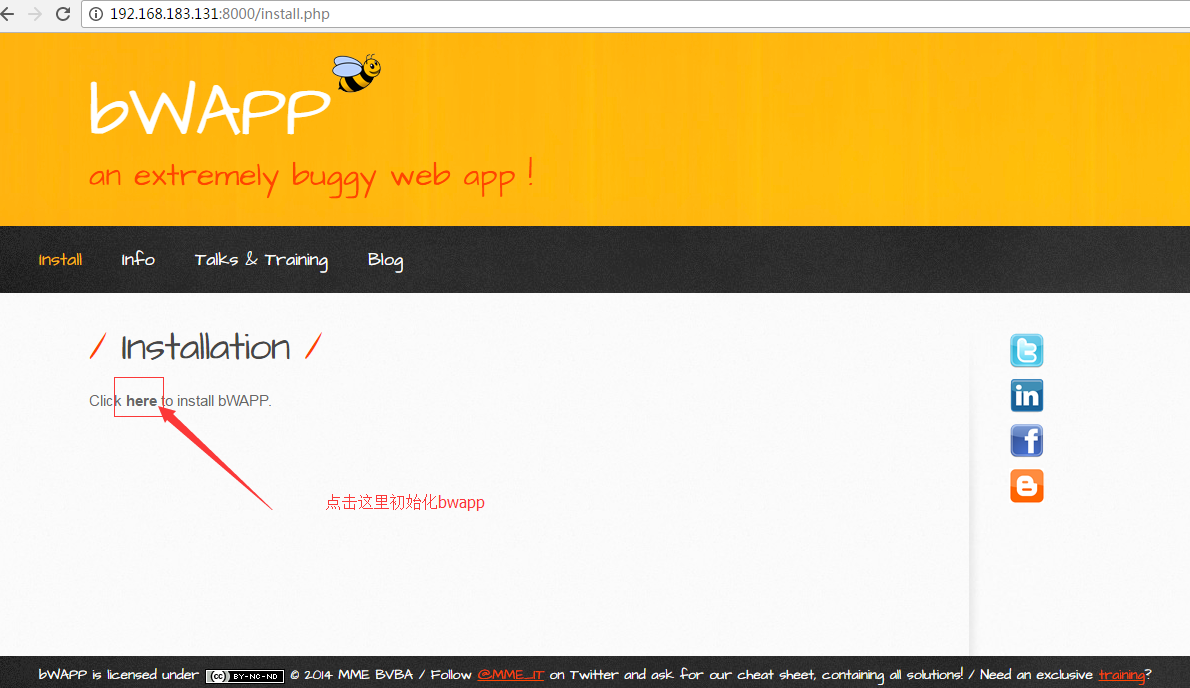 192.168.183.131:8000/install.php
bWAPP
an extremely buggy web app !
Install Info Talks & Training Blog
/ Installation /
Click here to install bWAPP.
点击这里初始化bwapp
bWAPP is licensed under (cc) BY-NC-ND © 2014 MME BVBA / Follow @MME_IT on Twitter and ask for our cheat sheet, containing all solutions! / Need an exclusive training?